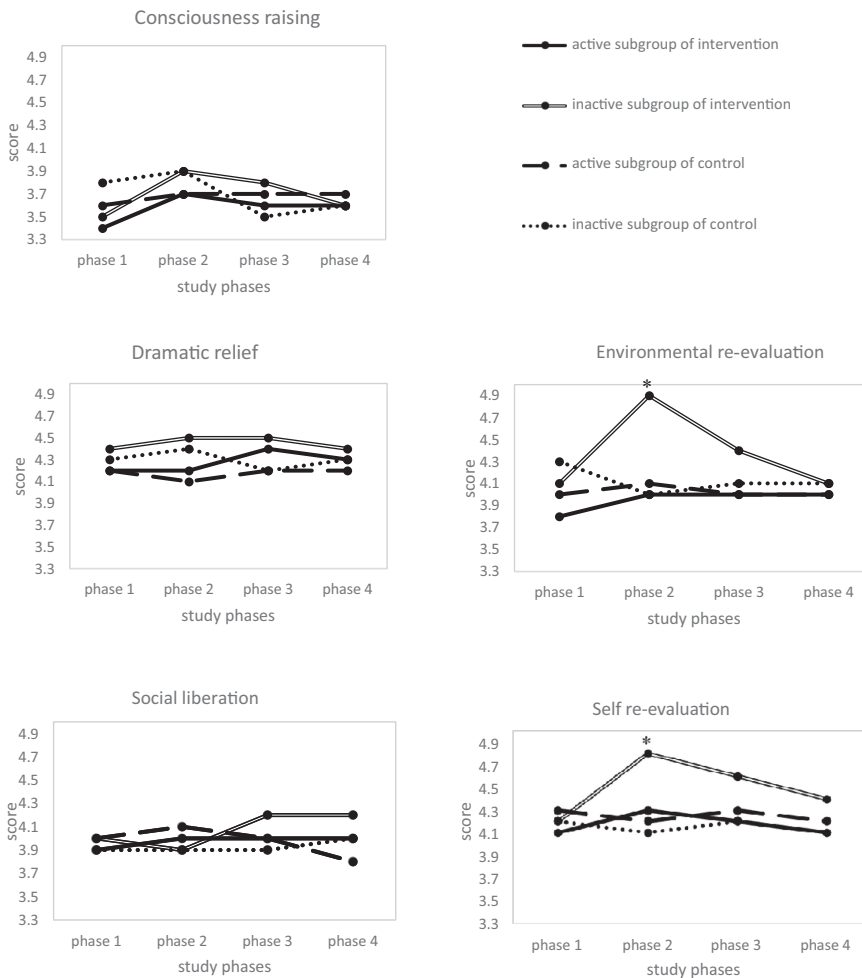 Consciousness raising
4.9
4.7
4.5
4.3
4.1
3.9
3.7
3.5
3.3
score
phase 1 phase 2 phase 3 phase 4
study phases
active subgroup of intervention
inactive subgroup of intervention
active subgroup of control
inactive subgroup of control
Dramatic relief
4.9
4.7
4.5
4.3
4.1
3.9
3.7
3.5
3.3
score
phase 1 phase 2 phase 3 phase 4
study phases
Environmental re-evaluation
*
4.9
4.7
4.5
4.3
4.1
3.9
3.7
3.5
3.3
score
phase 1 phase 2 phase 3 phase 4
study phases
Social liberation
4.9
4.7
4.5
4.3
4.1
3.9
3.7
3.5
3.3
score
phase 1 phase 2 phase 3 phase 4
study phases
Self re-evaluation
*
4.9
4.7
4.5
4.3
4.1
3.9
3.7
3.5
3.3
score
phase 1 phase 2 phase 3 phase 4
study phases